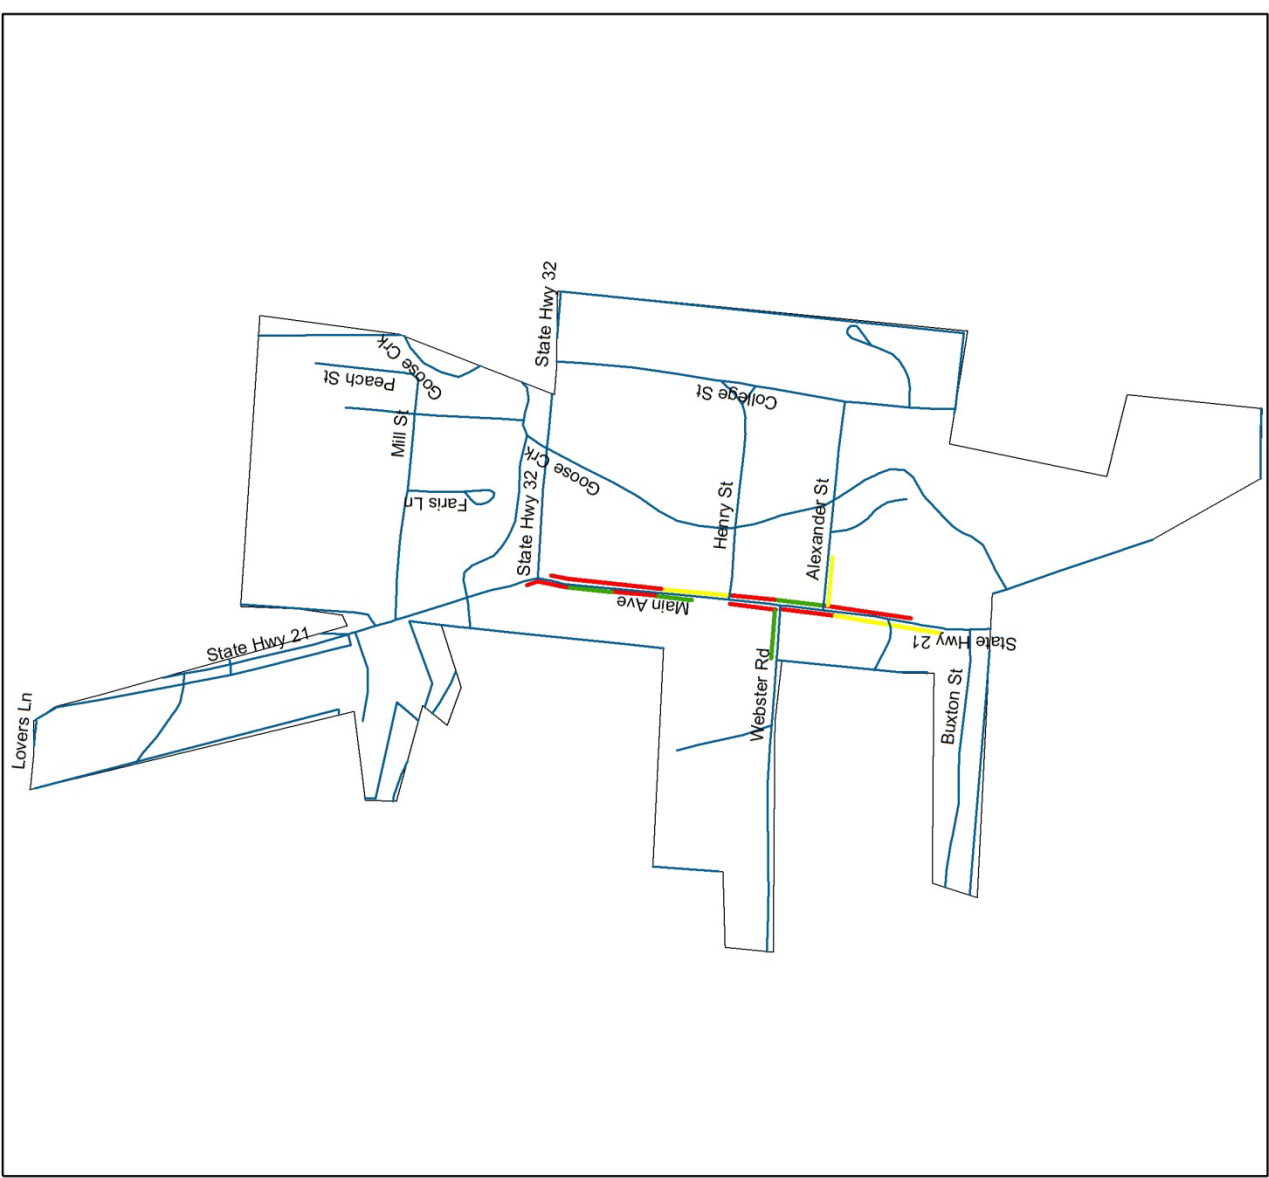 State Hwy 32
Goose Crk
Peach St
College St
Mill St
Goose Crk
Faris Ln
State Hwy 32
Henry St
Alexander St
Main Ave
State Hwy 21
State Hwy 21
Webster Rd
Buxton St
Lovers Ln